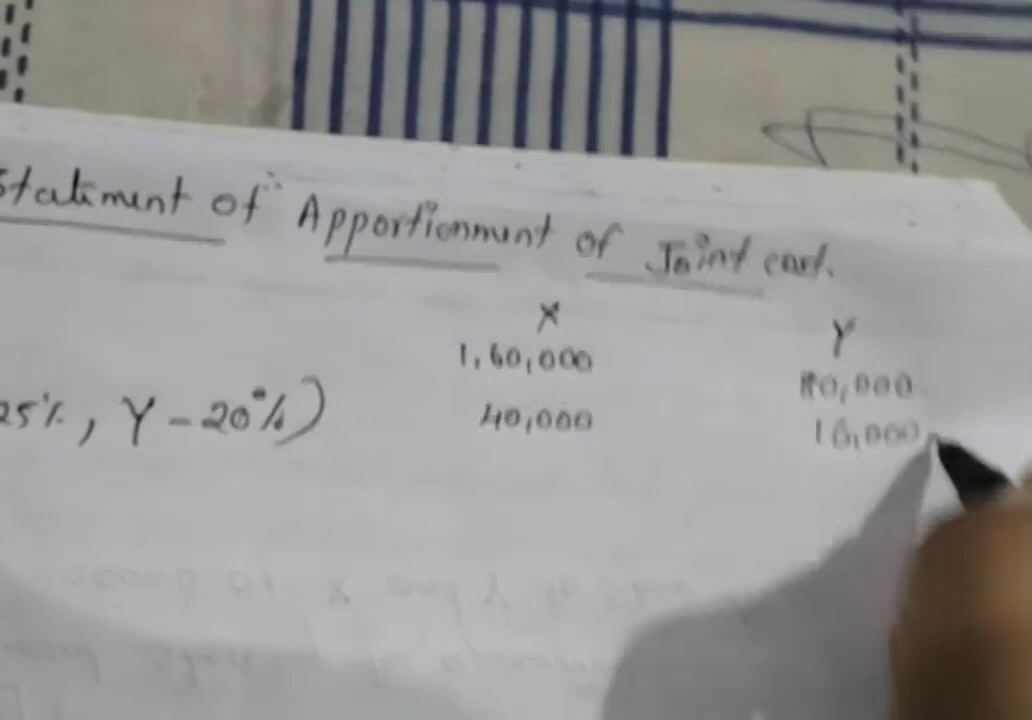 Statement of Apportionment of Joint cost.
X Y
1,60,000 80,000
25%, Y - 20%) 40,000 16,000